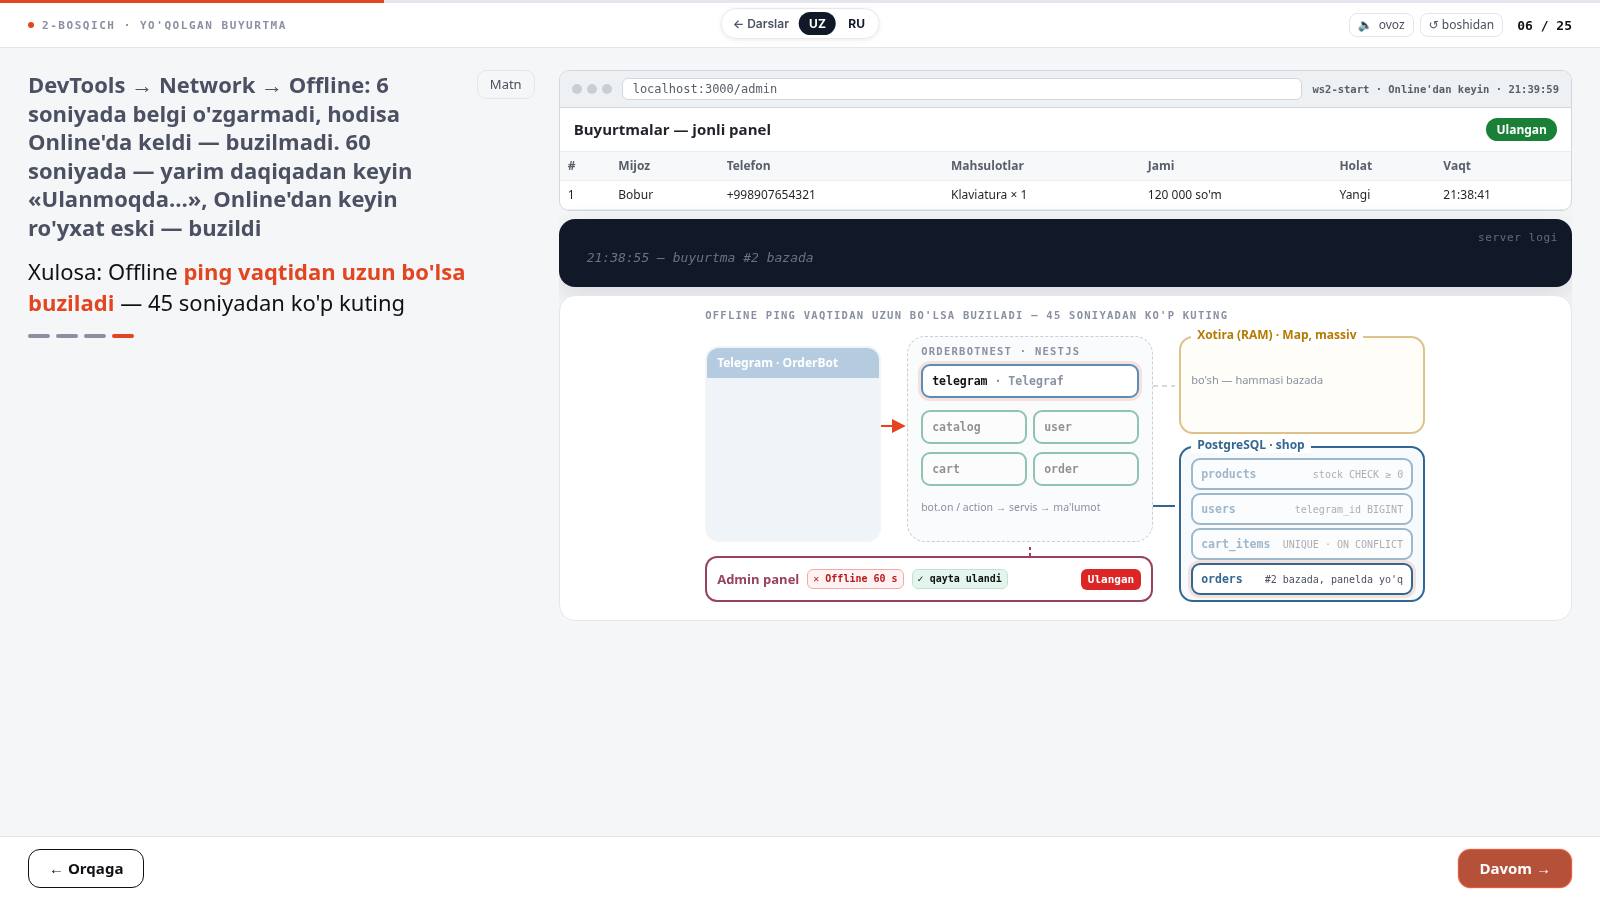 2-BOSQICH · YO'QOLGAN BUYURTMA
← Darslar UZ RU
🔈 ovoz ↺ boshidan 06 / 25
DevTools → Network → Offline: 6
soniyada belgi o'zgarmadi, hodisa
Online'da keldi — buzilmadi. 60
soniyada — yarim daqiqadan keyin
«Ulanmoqda…», Online'dan keyin
ro'yxat eski — buzildi
Matn
Xulosa: Offline ping vaqtidan uzun bo'lsa
buziladi — 45 soniyadan ko'p kuting
localhost:3000/admin ws2-start · Online'dan keyin · 21:39:59
Buyurtmalar — jonli panel Ulangan
# Mijoz Telefon Mahsulotlar Jami Holat Vaqt
1 Bobur +998907654321 Klaviatura × 1 120 000 so'm Yangi 21:38:41
server logi
21:38:55 — buyurtma #2 bazada
OFFLINE PING VAQTIDAN UZUN BO'LSA BUZILADI — 45 SONIYADAN KO'P KUTING
Telegram · OrderBot
ORDERBOTNEST · NESTJS
telegram · Telegraf
catalog user
cart order
bot.on / action → servis → ma'lumot
Xotira (RAM) · Map, massiv
bo'sh — hammasi bazada
PostgreSQL · shop
products stock CHECK ≥ 0
users telegram_id BIGINT
cart_items UNIQUE · ON CONFLICT
orders #2 bazada, panelda yo'q
Admin panel × Offline 60 s ✓ qayta ulandi Ulangan
← Orqaga
Davom →